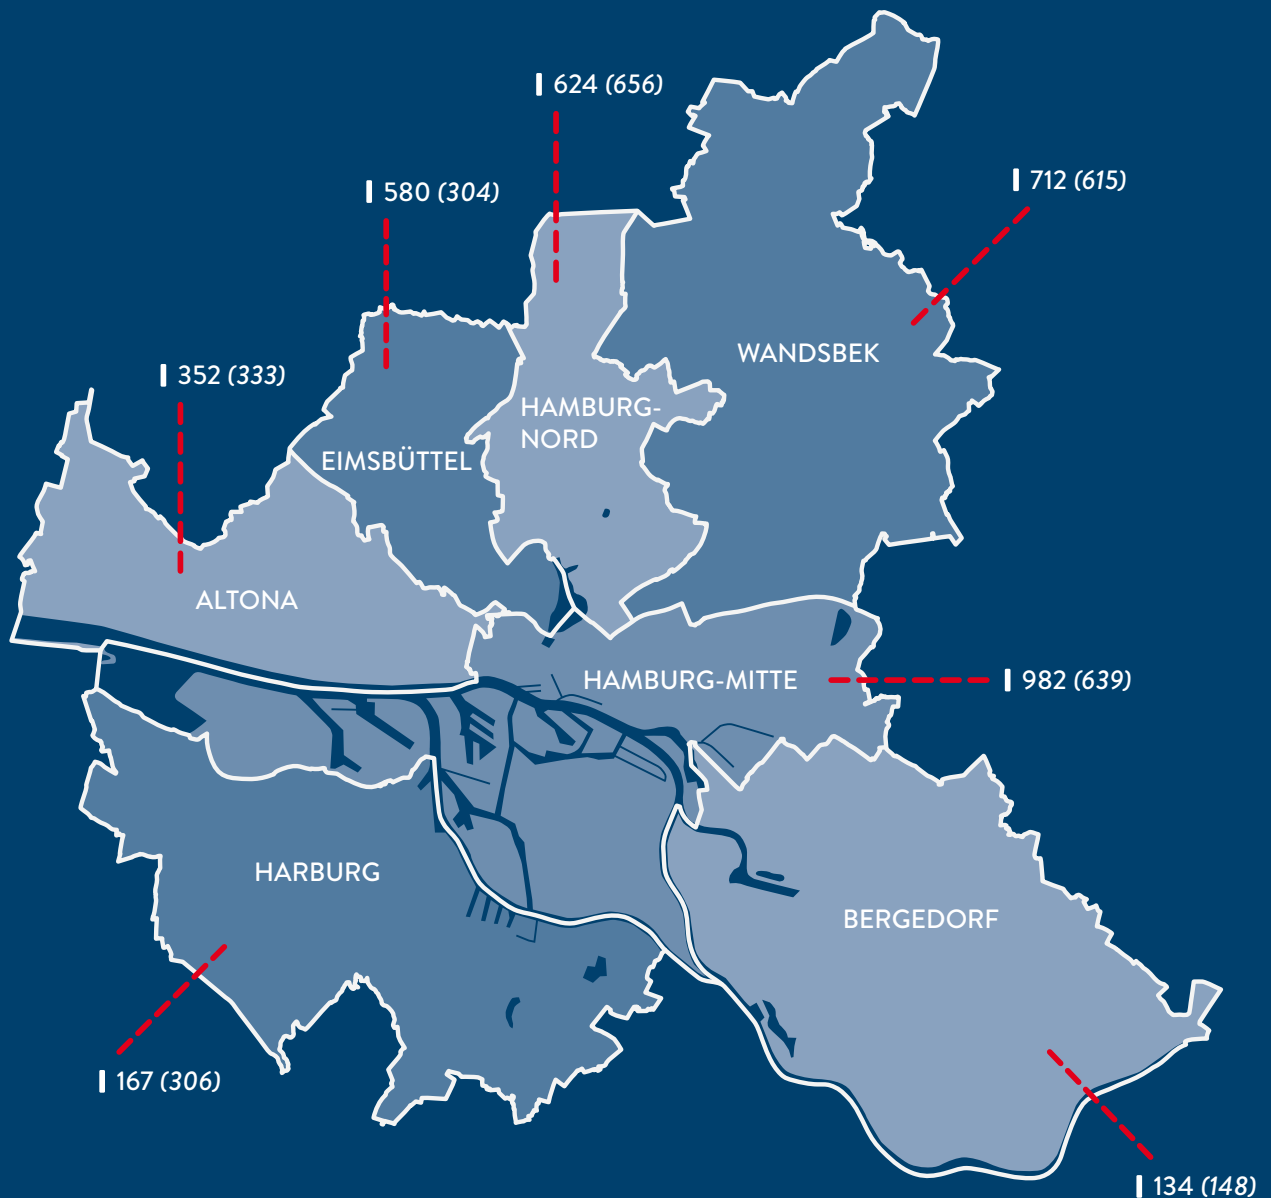 624 (656)
712 (615)
580 (304)
WANDSBEK
352 (333)
HAMBURG-
NORD
EIMSBÜTTEL
ALTONA
HAMBURG-MITTE
982 (639)
HARBURG
BERGEDORF
167 (306)
134 (148)